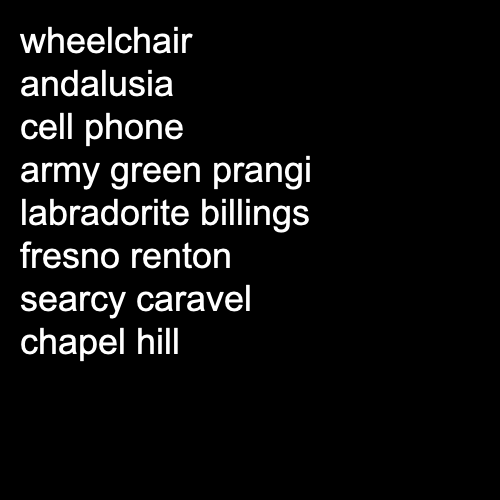 wheelchair
andalusia
cell phone
army green prangi
labradorite billings
fresno renton
searcy caravel
chapel hill